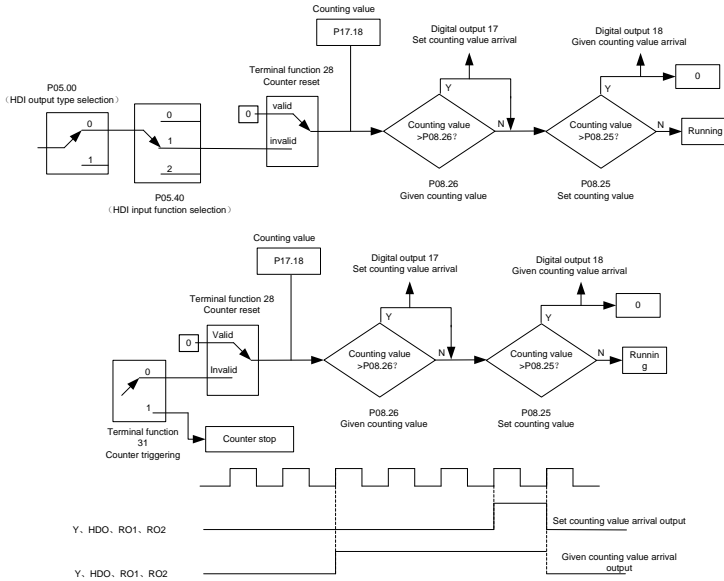 Counting value
P17.18
Digital output 17
Set counting value arrival
Digital output 18
Given counting value arrival
P05.00
（HDI output type selection）
Terminal function 28
Counter reset
0
valid
invalid
Y
N
Counting value
>P08.26?
Y
N
Counting value
>P08.25?
0
Running
0
1
0
1
2
P05.40
（HDI input function selection）
P08.26
Given counting value
P08.25
Set counting value
Counting value
P17.18
Digital output 17
Set counting value arrival
Digital output 18
Given counting value arrival
Terminal function 28
Counter reset
0
Valid
Invalid
Y
N
Counting value
>P08.26?
Y
N
Counting value
>P08.25?
0
Runnin
g
0
1
Terminal function
31
Counter triggering
Counter stop
P08.26
Given counting value
P08.25
Set counting value
Y、HDO、RO1、RO2
Set counting value arrival output
Y、HDO、RO1、RO2
Given counting value arrival
output